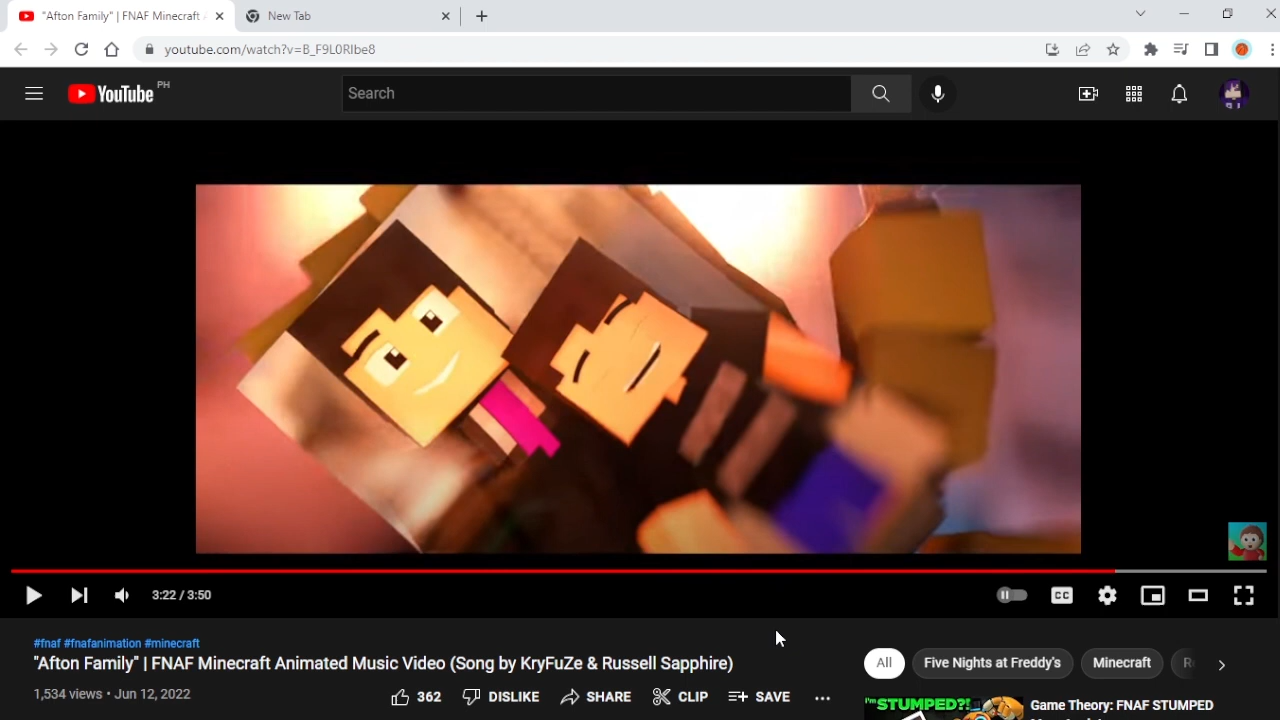 "Afton Family" | FNAF Minecraft A
New Tab
youtube.com/watch?v=B_F9L0RIbe8
YouTube PH
Search
3:22 / 3:50
CC
#fnaf #fnafanimation #minecraft
"Afton Family" | FNAF Minecraft Animated Music Video (Song by KryFuZe & Russell Sapphire)
1,534 views • Jun 12, 2022
362
DISLIKE
SHARE
CLIP
SAVE
All
Five Nights at Freddy's
Minecraft
I'm STUMPED?!
Game Theory: FNAF STUMPED